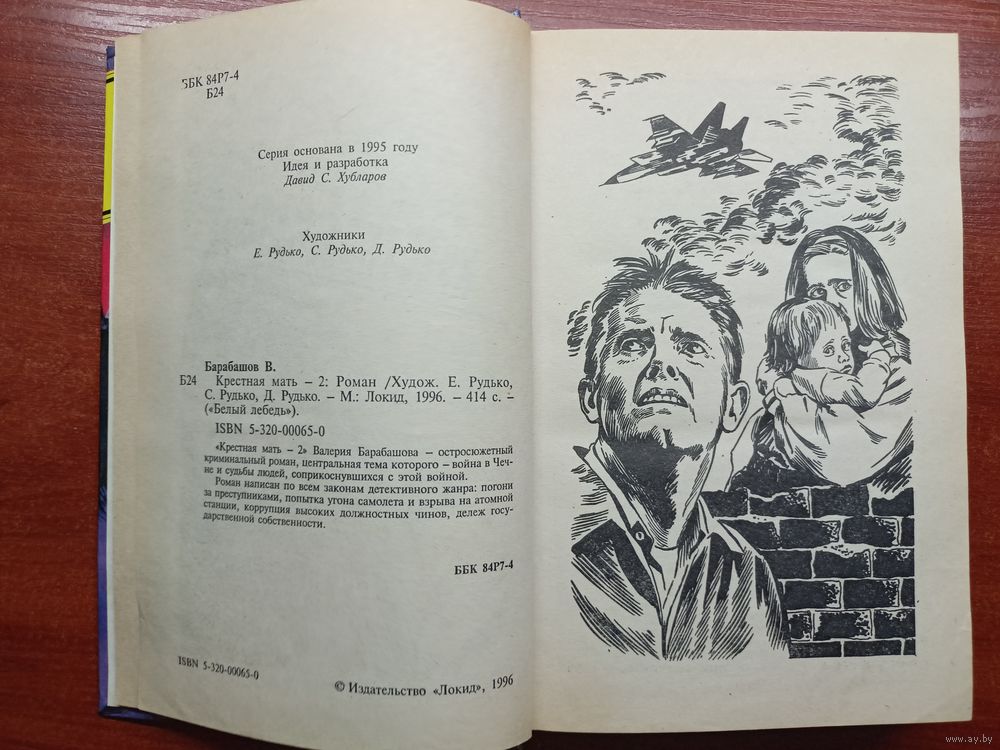 ББК 84Р7-4
Б24
Серия основана в 1995 году
Идея и разработка
Давид С. Хубларов
Художники
Е. Рудько, С. Рудько, Д. Рудько
Барабашов В.
Б24 Крестная мать – 2: Роман /Худож. Е. Рудько,
С. Рудько, Д. Рудько. – М.: Локид, 1996. – 414 с. –
(«Белый лебедь»).
ISBN 5-320-00065-0
«Крестная мать – 2» Валерия Барабашова – остросюжетный
криминальный роман, центральная тема которого – война в Чеч-
не и судьбы людей, соприкоснувшихся с этой войной.
Роман написан по всем законам детективного жанра: погони
за преступниками, попытка угона самолета и взрыва на атомной
станции, коррупция высоких должностных чинов, дележ госу-
дарственной собственности.
ББК 84Р7-4
ISBN 5-320-00065-0
© Издательство «Локид», 1996
www.ay.by